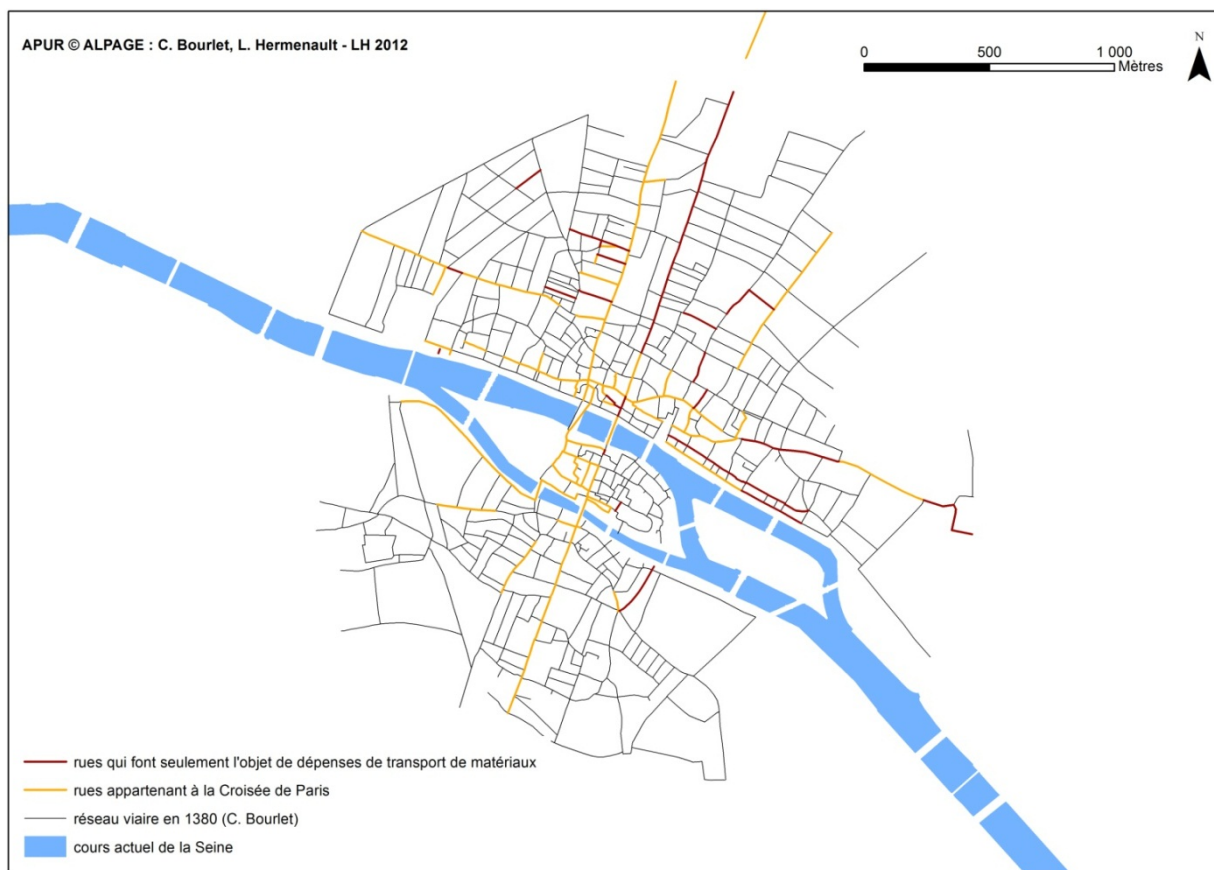 APUR © ALPAGE : C. Bourlet, L. Hermenault - LH 2012
0 500 1 000
Mètres
N
rues qui font seulement l'objet de dépenses de transport de matériaux
rues appartenant à la Croisée de Paris
réseau viaire en 1380 (C. Bourlet)
cours actuel de la Seine